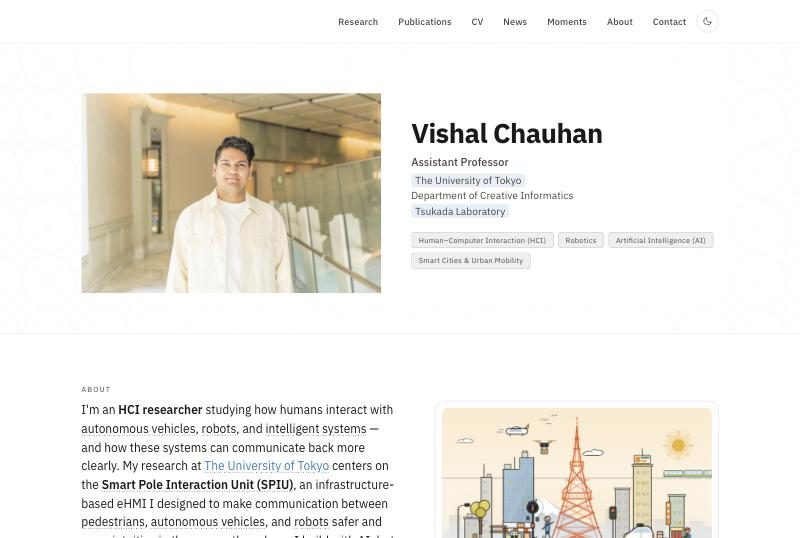 Research Publications CV News Moments About Contact
Vishal Chauhan
Assistant Professor
The University of Tokyo
Department of Creative Informatics
Tsukada Laboratory
Human–Computer Interaction (HCI) Robotics Artificial Intelligence (AI)
Smart Cities & Urban Mobility
ABOUT
I'm an HCI researcher studying how humans interact with
autonomous vehicles, robots, and intelligent systems —
and how these systems can communicate back more
clearly. My research at The University of Tokyo centers on
the Smart Pole Interaction Unit (SPIU), an infrastructure-
based eHMI I designed to make communication between
pedestrians, autonomous vehicles, and robots safer and